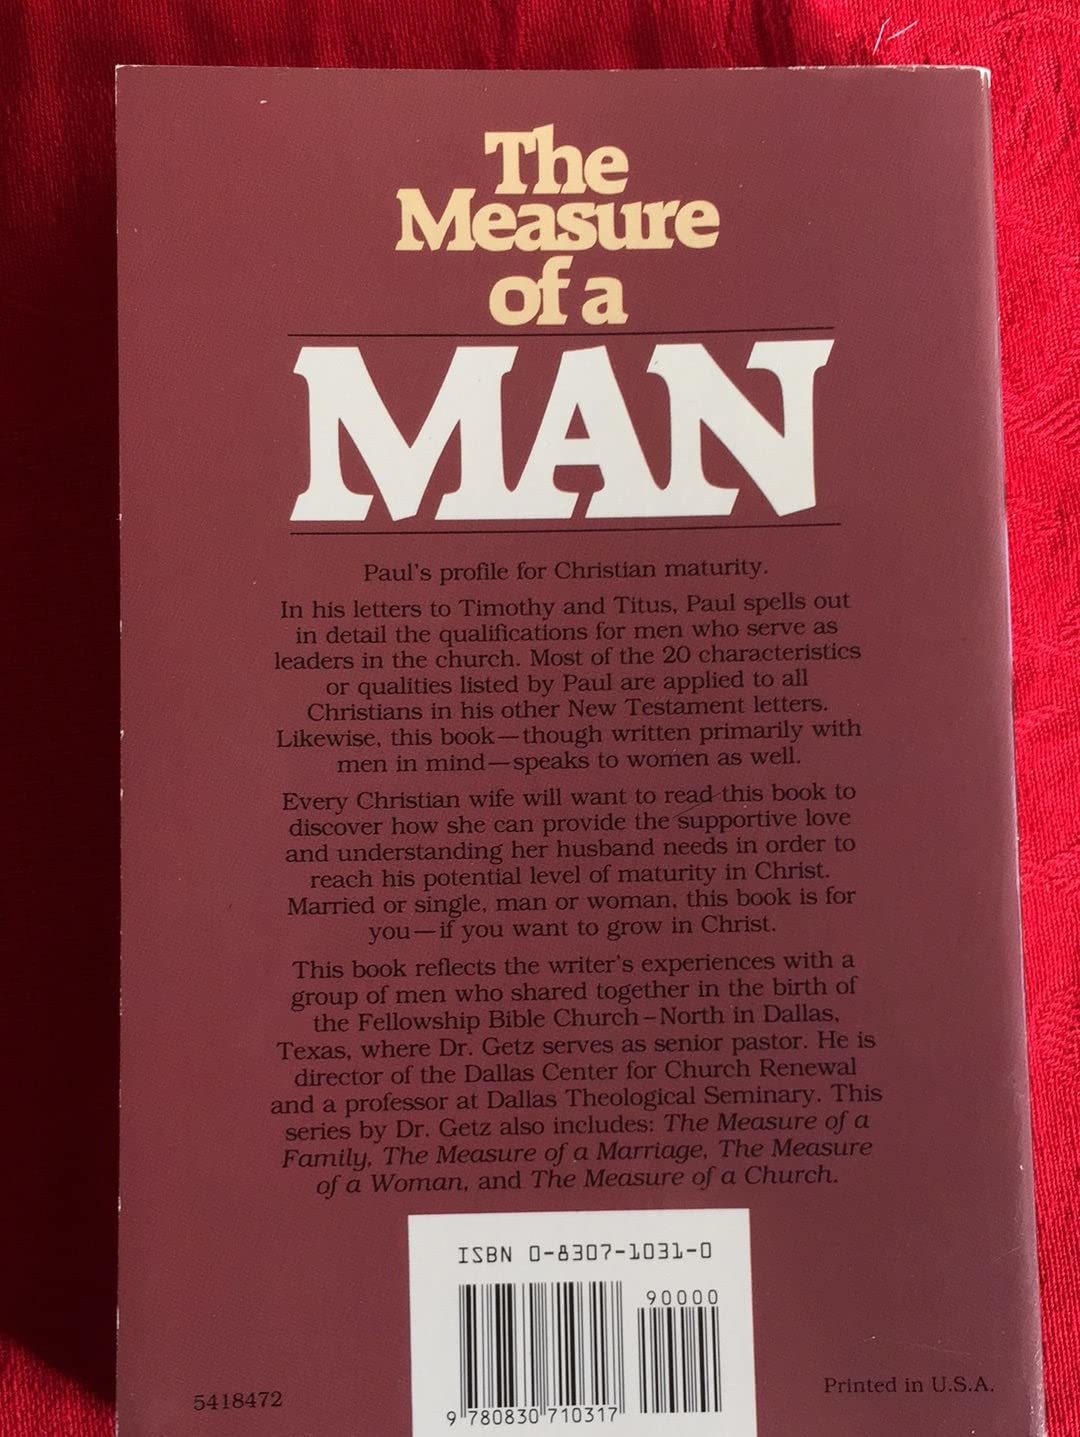 The
Measure
of a
MAN
Paul's profile for Christian maturity.
In his letters to Timothy and Titus, Paul spells out
in detail the qualifications for men who serve as
leaders in the church. Most of the 20 characteristics
or qualities listed by Paul are applied to all
Christians in his other New Testament letters.
Likewise, this book—though written primarily with
men in mind—speaks to women as well.
Every Christian wife will want to read this book to
discover how she can provide the supportive love
and understanding her husband needs in order to
reach his potential level of maturity in Christ.
Married or single, man or woman, this book is for
you—if you want to grow in Christ.
This book reflects the writer's experiences with a
group of men who shared together in the birth of
the Fellowship Bible Church–North in Dallas,
Texas, where Dr. Getz serves as senior pastor. He is
director of the Dallas Center for Church Renewal
and a professor at Dallas Theological Seminary. This
series by Dr. Getz also includes: The Measure of a
Family, The Measure of a Marriage, The Measure
of a Woman, and The Measure of a Church.
ISBN 0-8307-1031-0
90000
9 780830 710317
5418472
Printed in U.S.A.